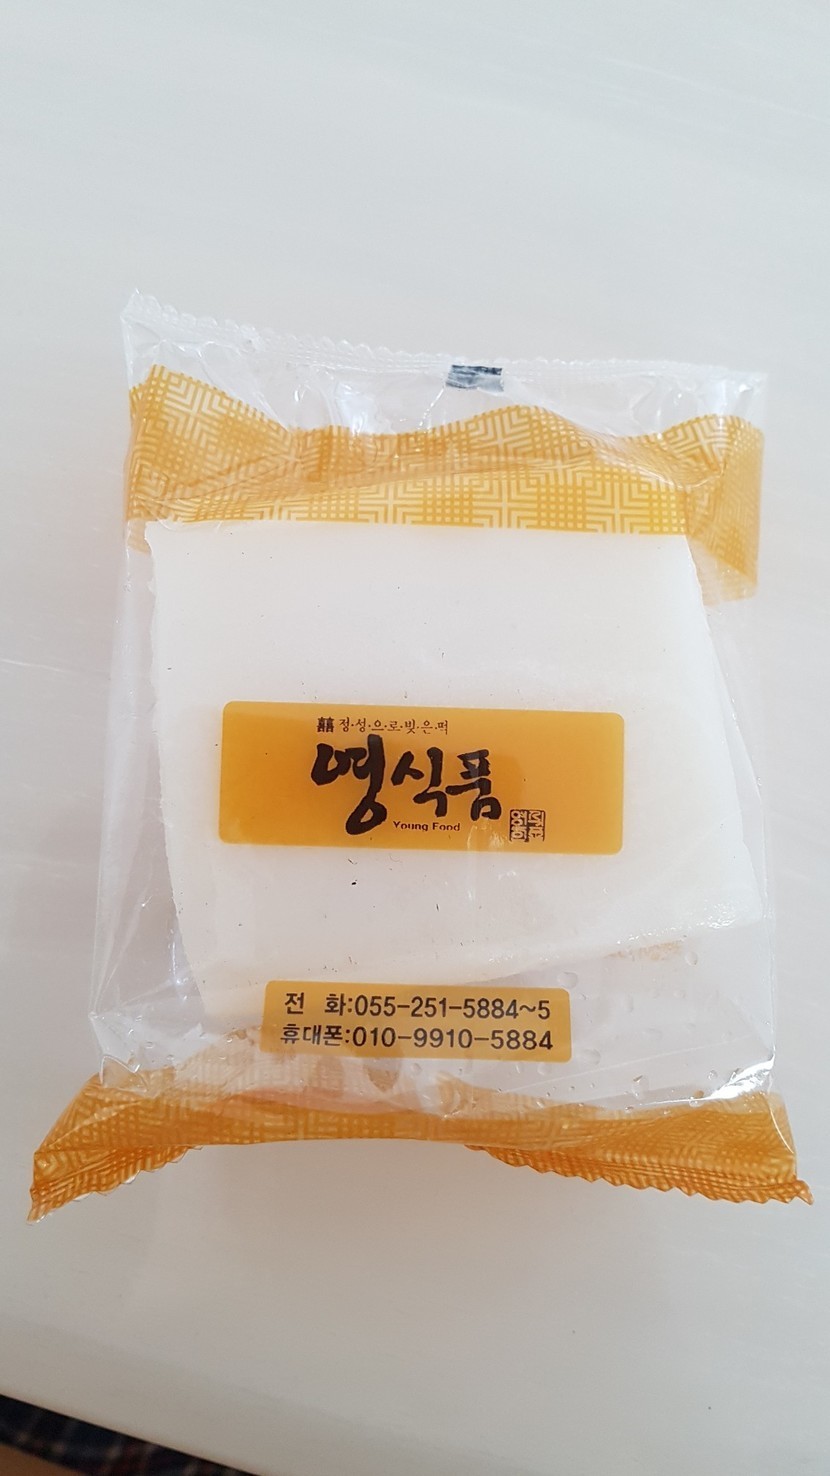 囍 정·성·으·로·빚·은·떡
영식품
Young Food
전 화:055-251-5884~5
휴대폰:010-9910-5884